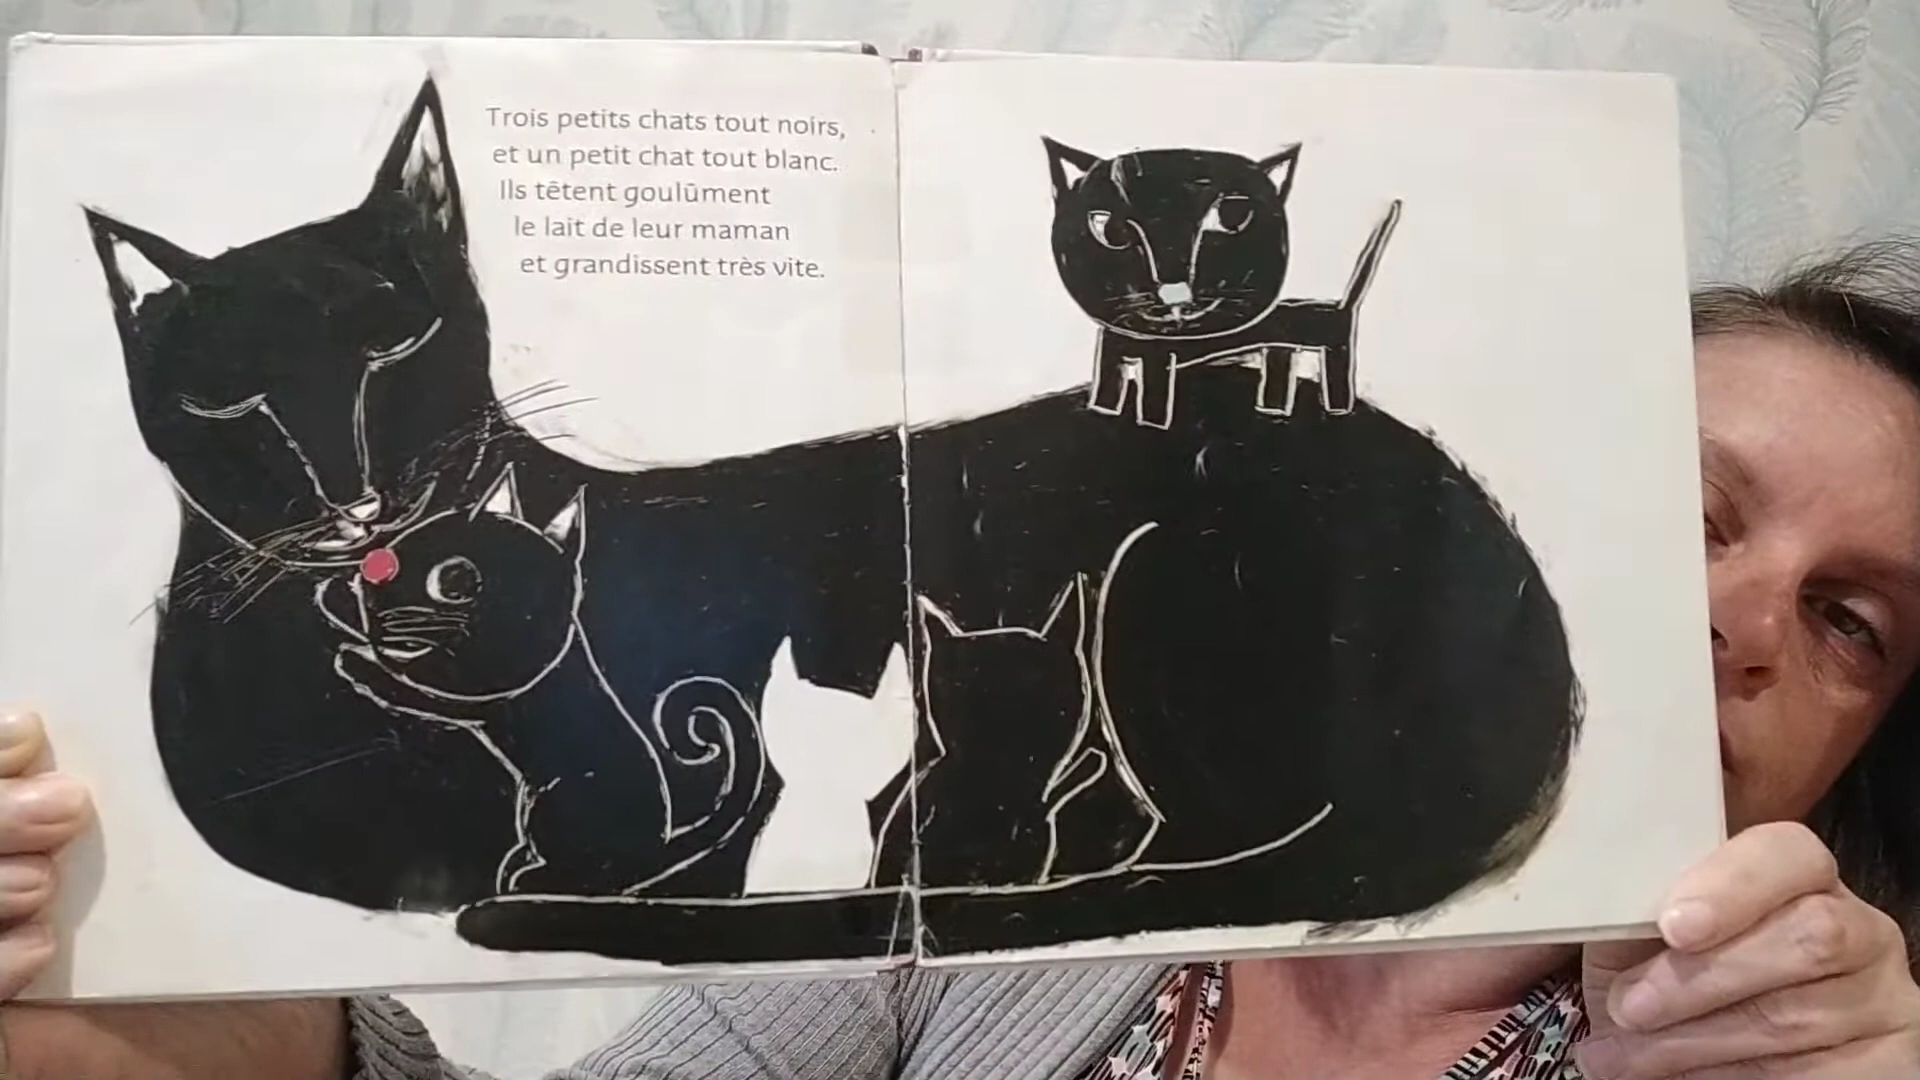 Trois petits chats tout noirs,
et un petit chat tout blanc.
Ils têtent goulûment
le lait de leur maman
et grandissent très vite.